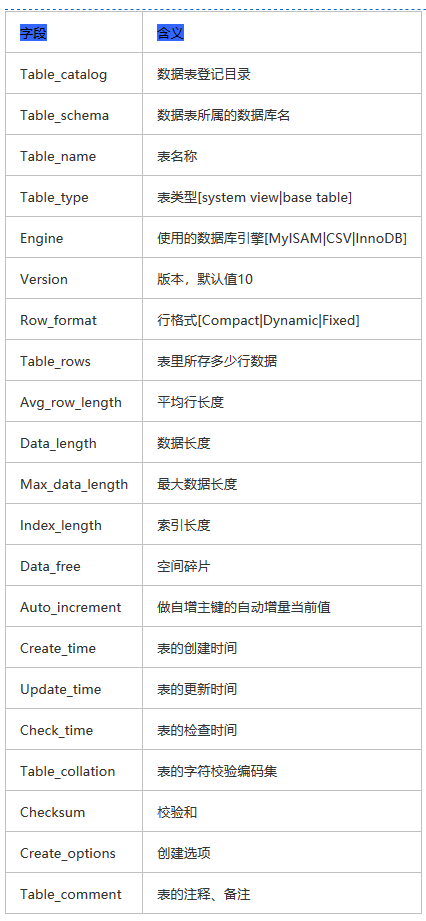 字段 含义
Table_catalog 数据表登记目录
Table_schema 数据表所属的数据库名
Table_name 表名称
Table_type 表类型[system view|base table]
Engine 使用的数据库引擎[MyISAM|CSV|InnoDB]
Version 版本，默认值10
Row_format 行格式[Compact|Dynamic|Fixed]
Table_rows 表里所存多少行数据
Avg_row_length 平均行长度
Data_length 数据长度
Max_data_length 最大数据长度
Index_length 索引长度
Data_free 空间碎片
Auto_increment 做自增主键的自动增量当前值
Create_time 表的创建时间
Update_time 表的更新时间
Check_time 表的检查时间
Table_collation 表的字符校验编码集
Checksum 校验和
Create_options 创建选项
Table_comment 表的注释、备注